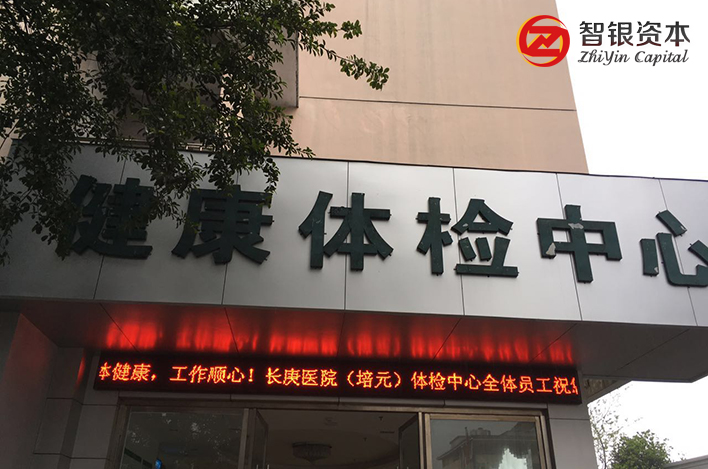 智银资本
ZhiYin Capital
健康体检中心
体健康，工作顺心！长庚医院（培元）体检中心全体员工祝